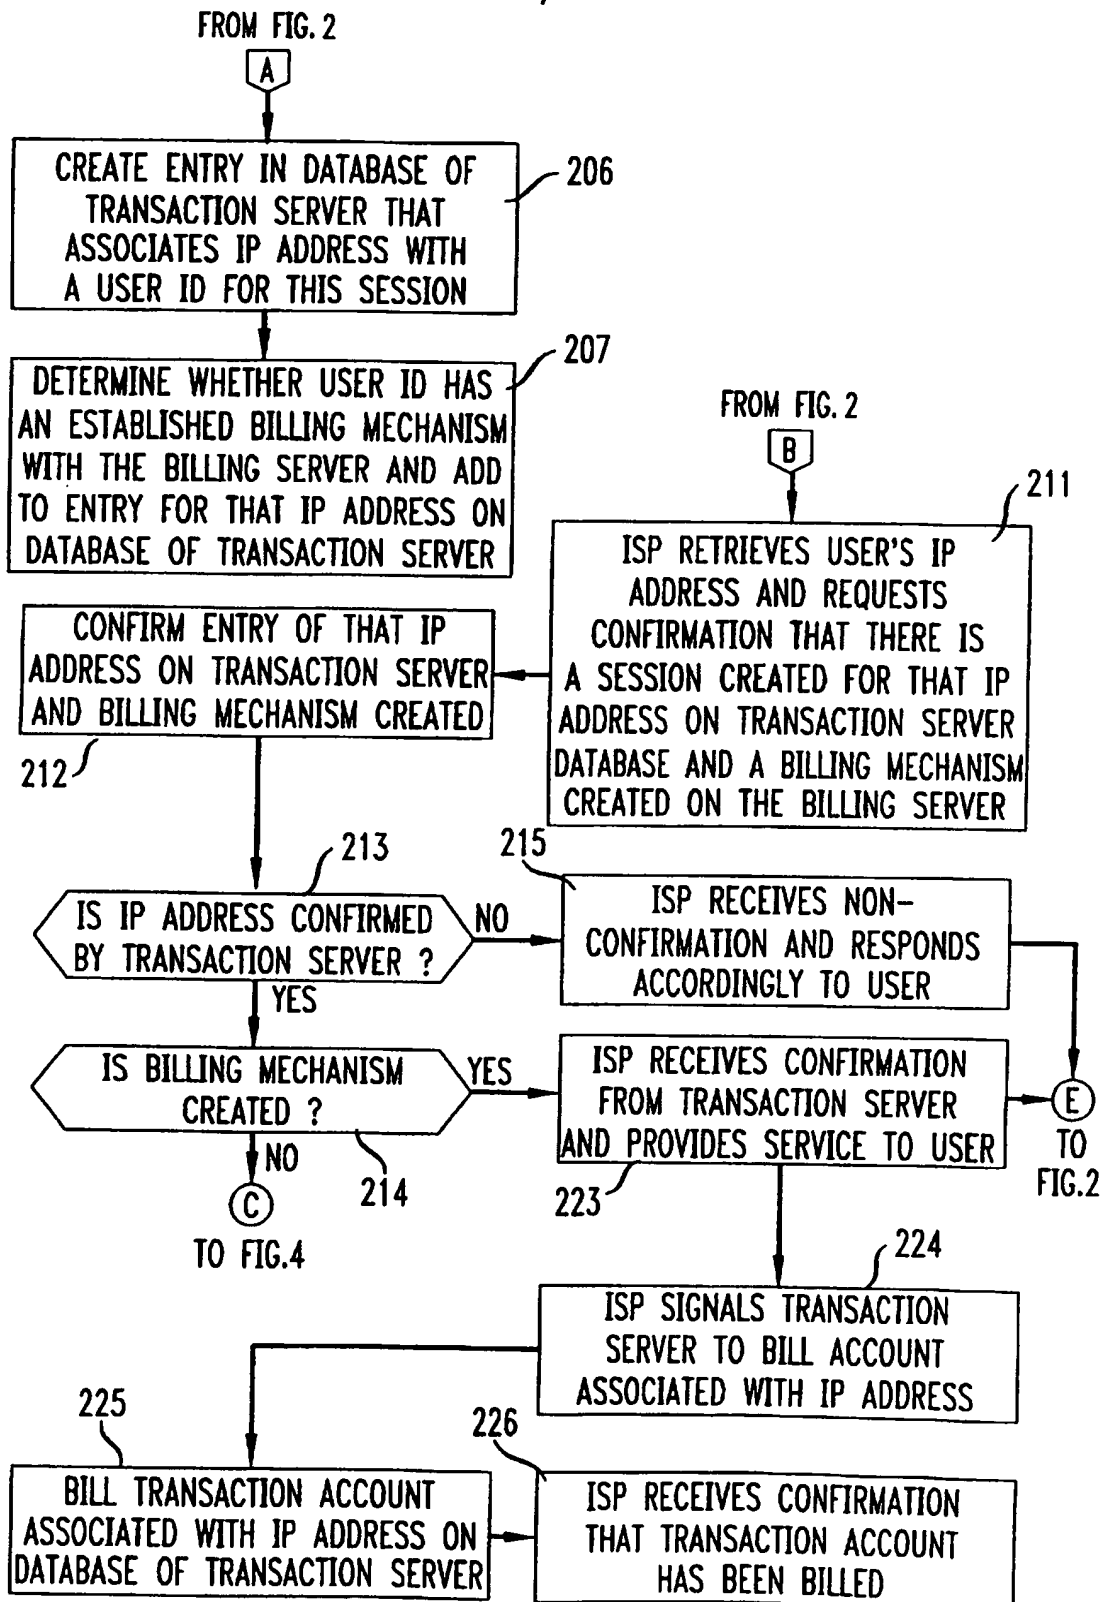 FROM FIG. 2
A
CREATE ENTRY IN DATABASE OF
TRANSACTION SERVER THAT
ASSOCIATES IP ADDRESS WITH
A USER ID FOR THIS SESSION
206
DETERMINE WHETHER USER ID HAS
AN ESTABLISHED BILLING MECHANISM
WITH THE BILLING SERVER AND ADD
TO ENTRY FOR THAT IP ADDRESS ON
DATABASE OF TRANSACTION SERVER
207
FROM FIG. 2
B
211
ISP RETRIEVES USER'S IP
ADDRESS AND REQUESTS
CONFIRMATION THAT THERE IS
A SESSION CREATED FOR THAT IP
ADDRESS ON TRANSACTION SERVER
DATABASE AND A BILLING MECHANISM
CREATED ON THE BILLING SERVER
CONFIRM ENTRY OF THAT IP
ADDRESS ON TRANSACTION SERVER
AND BILLING MECHANISM CREATED
212
213
IS IP ADDRESS CONFIRMED
BY TRANSACTION SERVER ?
NO
YES
215
ISP RECEIVES NON-
CONFIRMATION AND RESPONDS
ACCORDINGLY TO USER
IS BILLING MECHANISM
CREATED ?
YES
NO
214
C
TO FIG.4
ISP RECEIVES CONFIRMATION
FROM TRANSACTION SERVER
AND PROVIDES SERVICE TO USER
223
E
TO
FIG.2
224
ISP SIGNALS TRANSACTION
SERVER TO BILL ACCOUNT
ASSOCIATED WITH IP ADDRESS
225
BILL TRANSACTION ACCOUNT
ASSOCIATED WITH IP ADDRESS ON
DATABASE OF TRANSACTION SERVER
226
ISP RECEIVES CONFIRMATION
THAT TRANSACTION ACCOUNT
HAS BEEN BILLED